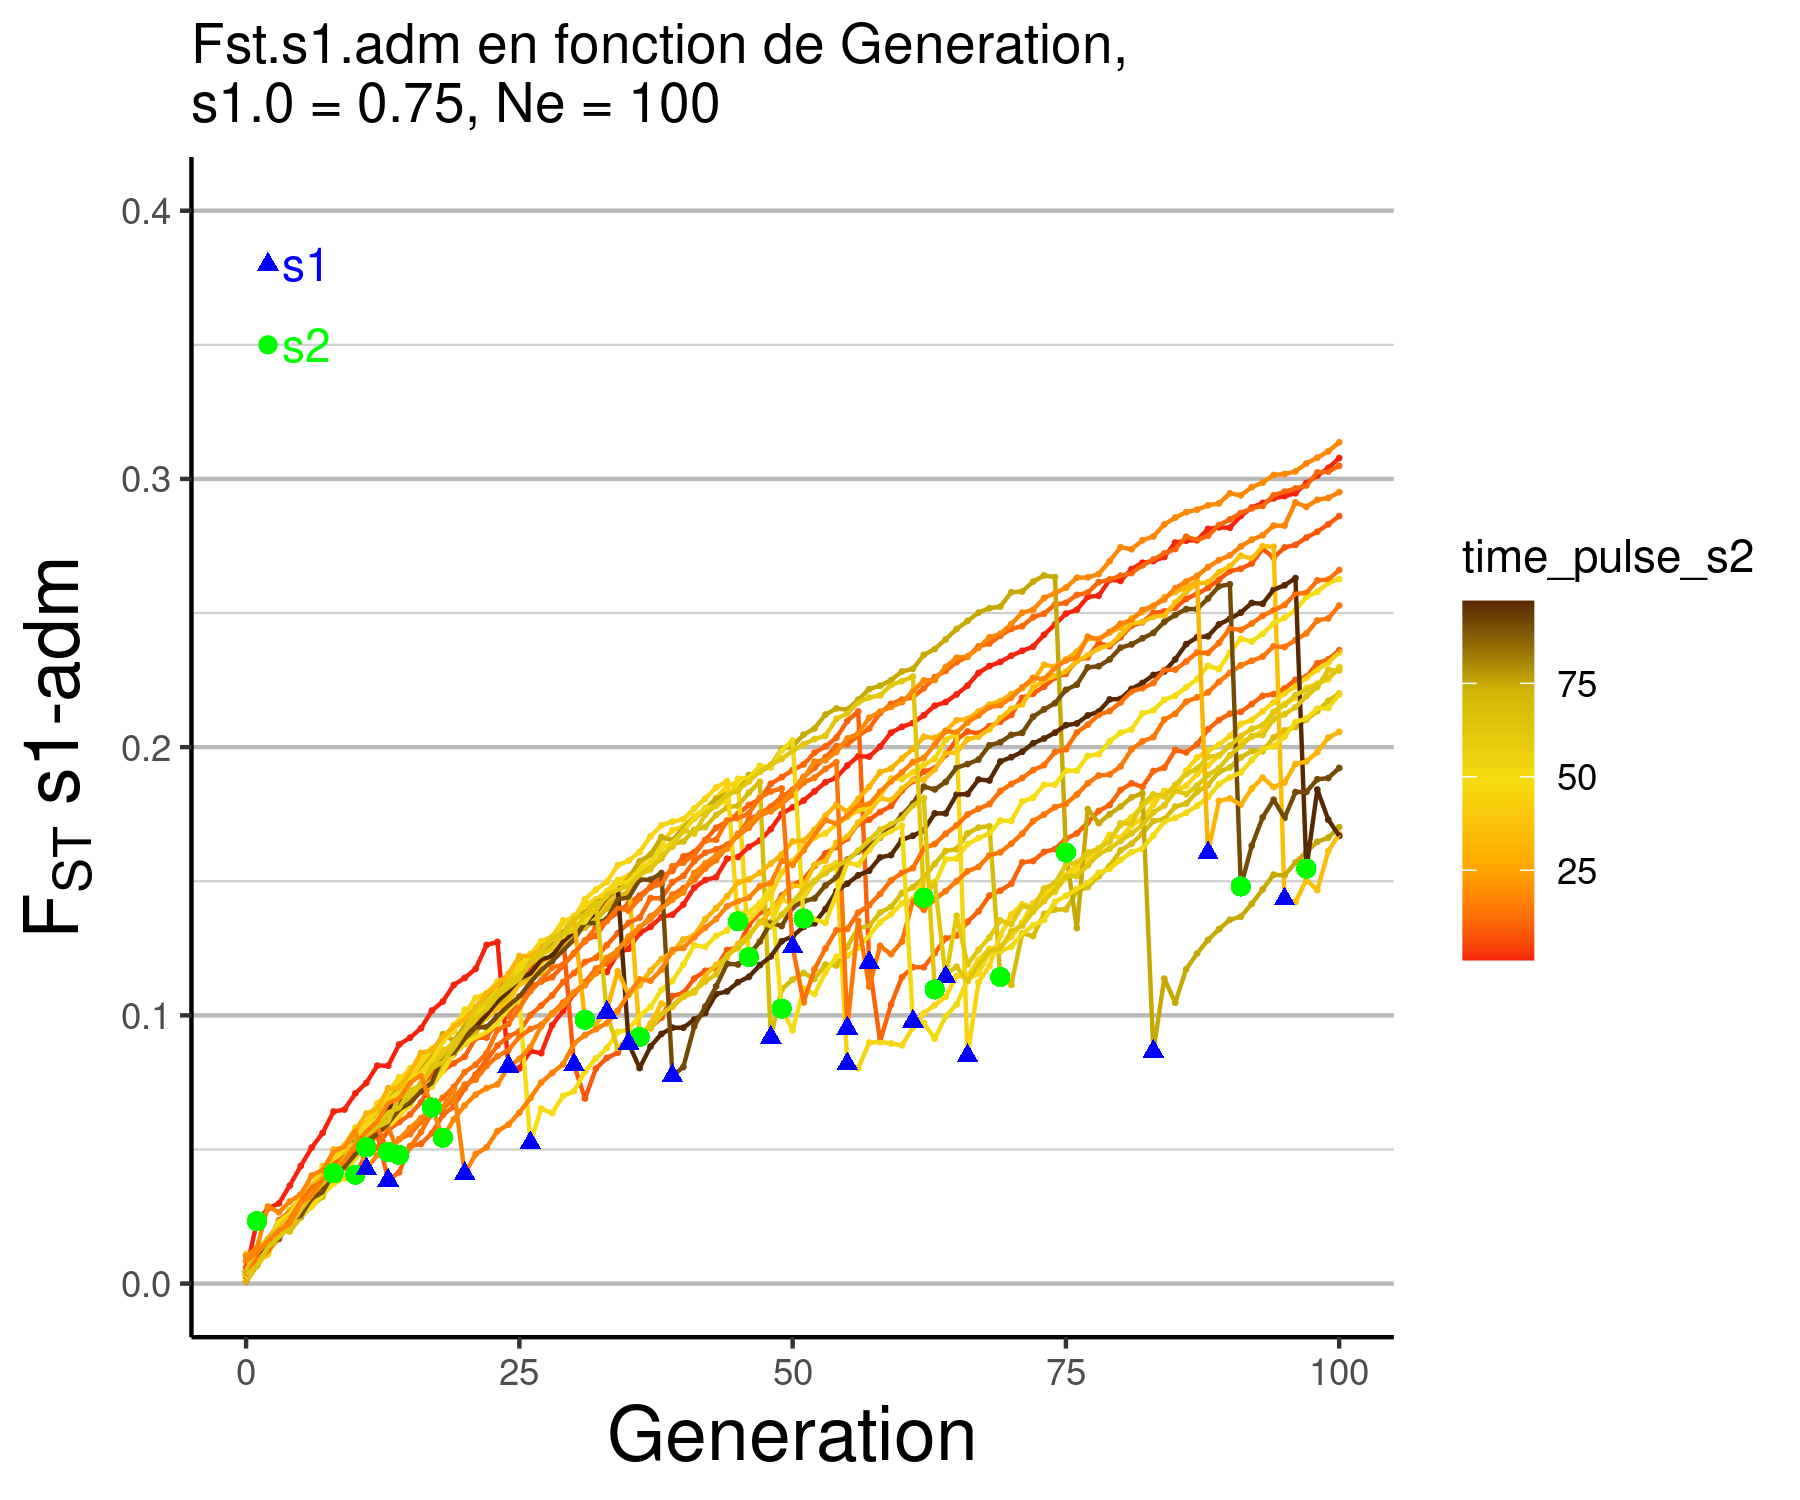 Fst.s1.adm en fonction de Generation,
s1.0 = 0.75, Ne = 100
0.4
s1
s2
0.3
0.2
0.1
0.0
FST s1-adm
0 25 50 75 100
Generation
time_pulse_s2
75
50
25